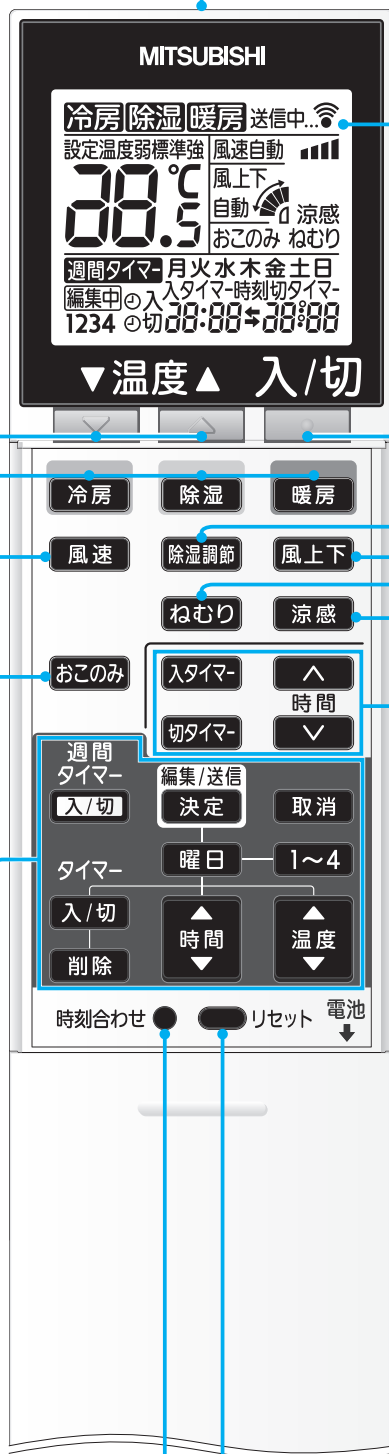 MITSUBISHI
冷房 除湿 暖房 送信中...
設定温度弱標準強 風速自動
風上下
38.5℃
自動 涼感
おこのみ ねむり
週間タイマー 月火水木金土日
編集中 入 入タイマー時刻切タイマー
1234 切 38:88 38:88
▼温度▲ 入/切
冷房 除湿 暖房
風速 除湿調節 風上下
ねむり 涼感
おこのみ 入タイマー
時間
切タイマー
週間
タイマー 編集/送信
入/切 決定 取消
曜日 1~4
タイマー
入/切 時間 温度
削除
時刻合わせ リセット 電池